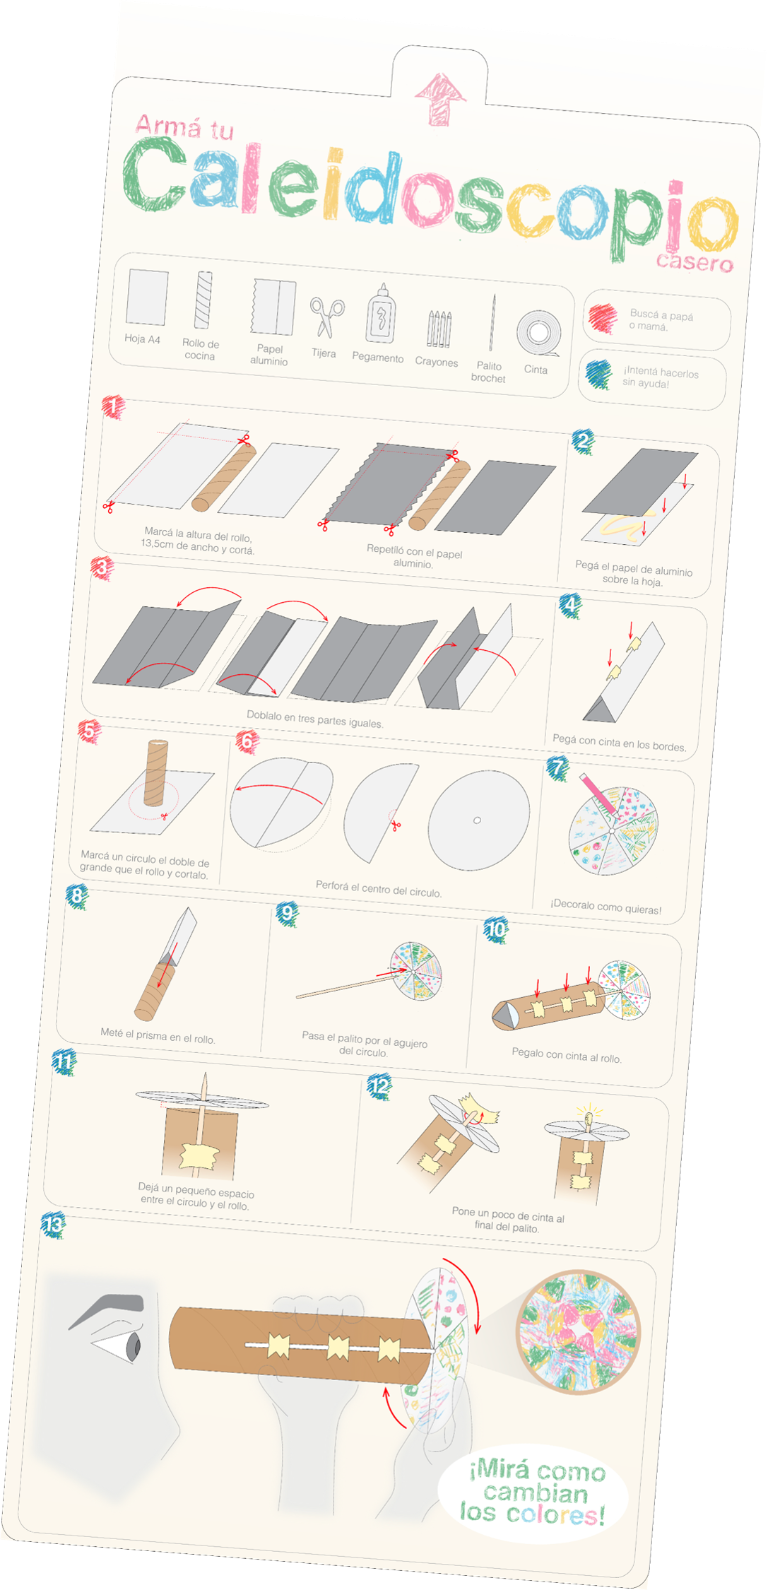 Armá tu
Caleidoscopio
casero
Hoja A4
Rollo de
cocina
Papel
aluminio
Tijera
Pegamento
Crayones
Palito
brochet
Cinta
Buscá a papá
o mamá.
¡Intentá hacerlos
sin ayuda!
1
Marcá la altura del rollo,
13,5cm de ancho y cortá.
Repetiló con el papel
aluminio.
2
Pegá el papel de aluminio
sobre la hoja.
3
Doblalo en tres partes iguales.
4
Pegá con cinta en los bordes.
5
Marcá un circulo el doble de
grande que el rollo y cortalo.
6
Perforá el centro del circulo.
7
¡Decoralo como quieras!
8
Meté el prisma en el rollo.
9
Pasa el palito por el agujero
del circulo.
10
Pegalo con cinta al rollo.
11
Dejá un pequeño espacio
entre el circulo y el rollo.
12
Pone un poco de cinta al
final del palito.
13
¡Mirá como
cambian
los colores!